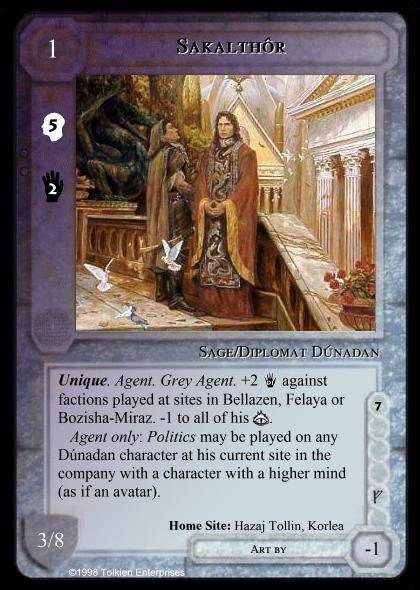 1
SAKALTHÔR
5
2
SAGE/DIPLOMAT DÚNADAN
Unique. Agent. Grey Agent. +2 against
factions played at sites in Bellazen, Felaya or
Bozisha-Miraz. -1 to all of his
Agent only: Politics may be played on any
Dúnadan character at his current site in the
company with a character with a higher mind
(as if an avatar).
7
Home Site: Hazaj Tollin, Korlea
3/8
ART BY
-1
©1998 Tolkien Enterprises